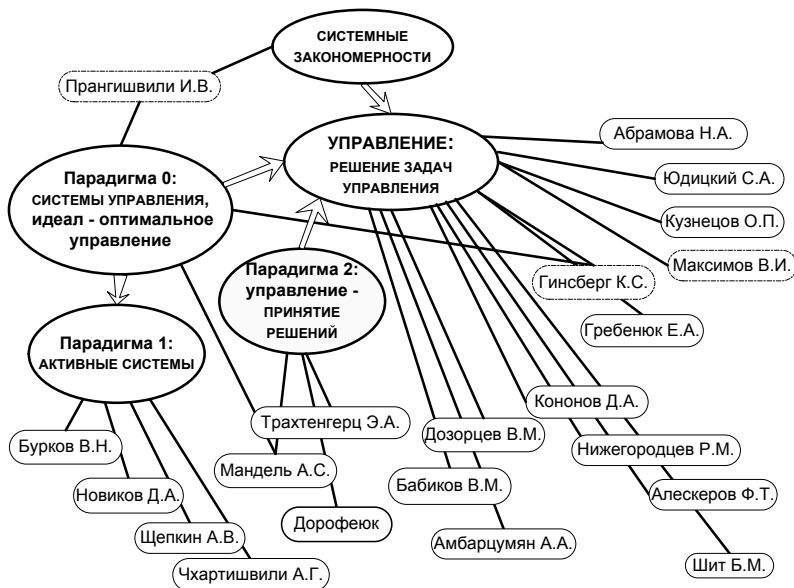 СИСТЕМНЫЕ
ЗАКОНОМЕРНОСТИ
Прангишвили И.В.
УПРАВЛЕНИЕ:
РЕШЕНИЕ ЗАДАЧ
УПРАВЛЕНИЯ
Абрамова Н.А.
Юдицкий С.А.
Кузнецов О.П.
Максимов В.И.
Гинсберг К.С.
Гребенюк Е.А.
Парадигма 0:
СИСТЕМЫ УПРАВЛЕНИЯ,
идеал - оптимальное
управление
Парадигма 2:
управление -
ПРИНЯТИЕ
РЕШЕНИЙ
Парадигма 1:
АКТИВНЫЕ СИСТЕМЫ
Бурков В.Н.
Новиков Д.А.
Щепкин А.В.
Чхартишвили А.Г.
Трахтенгерц Э.А.
Мандель А.С.
Дорофеюк
Кононов Д.А.
Дозорцев В.М.
Нижегородцев Р.М.
Бабиков В.М.
Алескеров Ф.Т.
Амбарцумян А.А.
Шит Б.М.